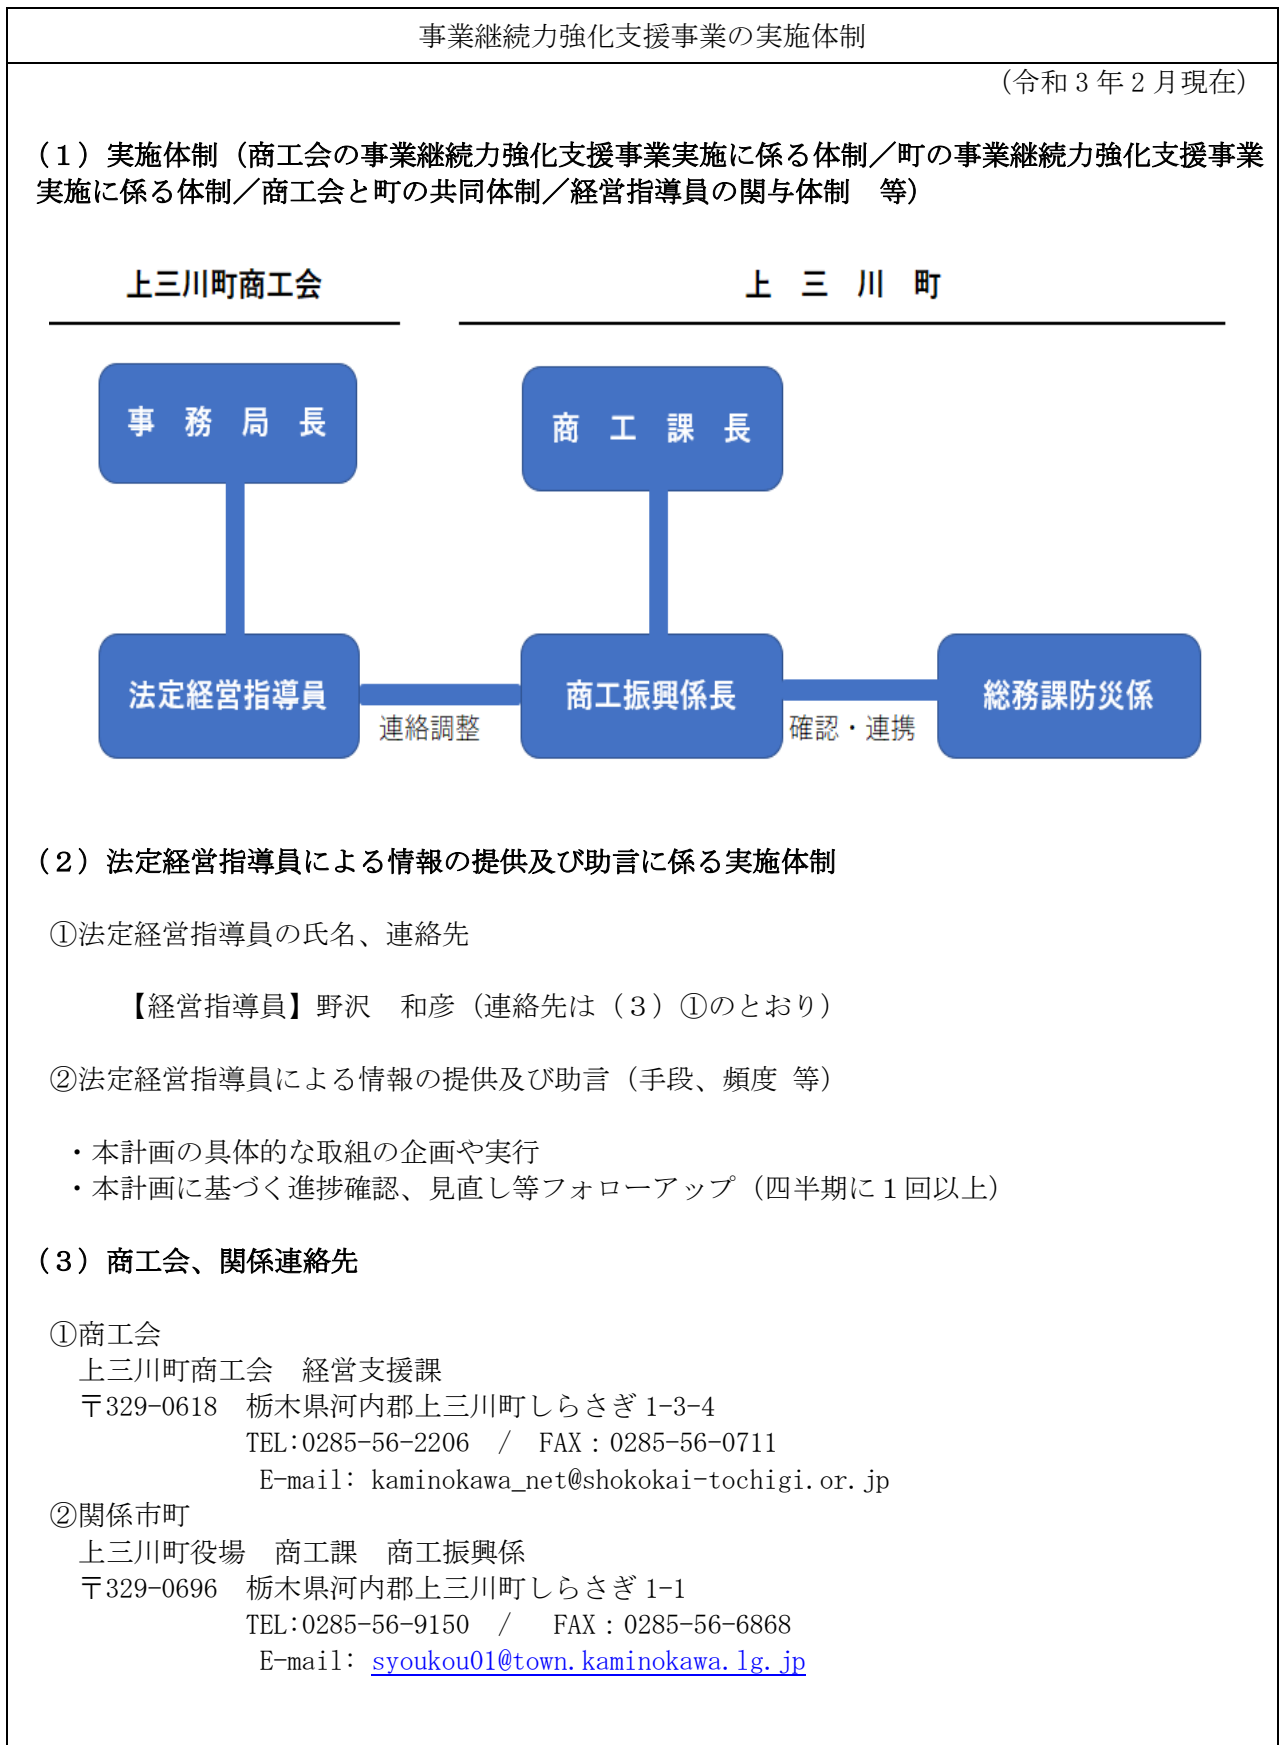 事業継続力強化支援事業の実施体制
（令和３年２月現在）
（１）実施体制（商工会の事業継続力強化支援事業実施に係る体制／町の事業継続力強化支援事業
実施に係る体制／商工会と町の共同体制／経営指導員の関与体制　等）
上三川町商工会
上　三　川　町
事　務　局　長
商　工　課　長
法定経営指導員
商工振興係長
総務課防災係
連絡調整
確認・連携
（２）法定経営指導員による情報の提供及び助言に係る実施体制
①法定経営指導員の氏名、連絡先
【経営指導員】野沢　和彦（連絡先は（３）①のとおり）
②法定経営指導員による情報の提供及び助言（手段、頻度 等）
・本計画の具体的な取組の企画や実行
・本計画に基づく進捗確認、見直し等フォローアップ（四半期に１回以上）
（３）商工会、関係連絡先
①商工会
上三川町商工会　経営支援課
〒329-0618　栃木県河内郡上三川町しらさぎ 1-3-4
TEL:0285-56-2206　/　FAX：0285-56-0711
E-mail: kaminokawa_net@shokokai-tochigi.or.jp
②関係市町
上三川町役場　商工課　商工振興係
〒329-0696　栃木県河内郡上三川町しらさぎ 1-1
TEL:0285-56-9150　/　 FAX：0285-56-6868
E-mail: syoukou01@town.kaminokawa.lg.jp